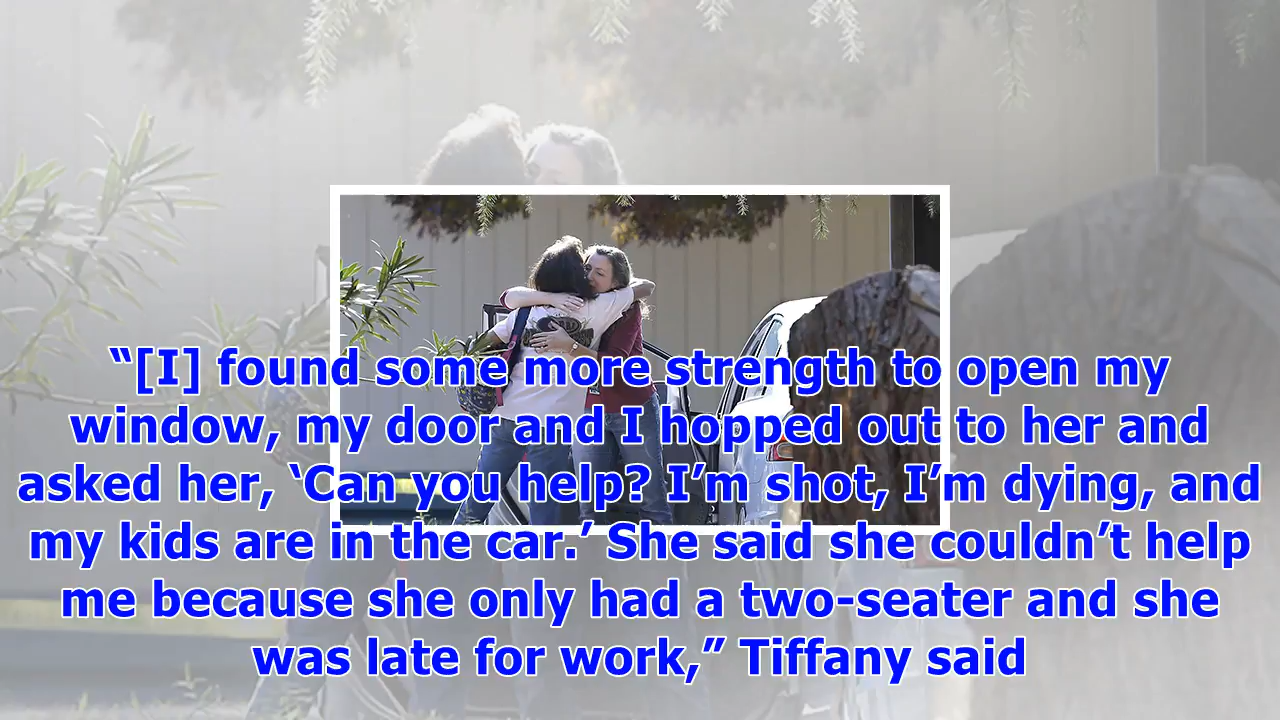 “[I] found some more strength to open my
window, my door and I hopped out to her and
asked her, ‘Can you help? I’m shot, I’m dying, and
my kids are in the car.’ She said she couldn’t help
me because she only had a two-seater and she
was late for work,” Tiffany said